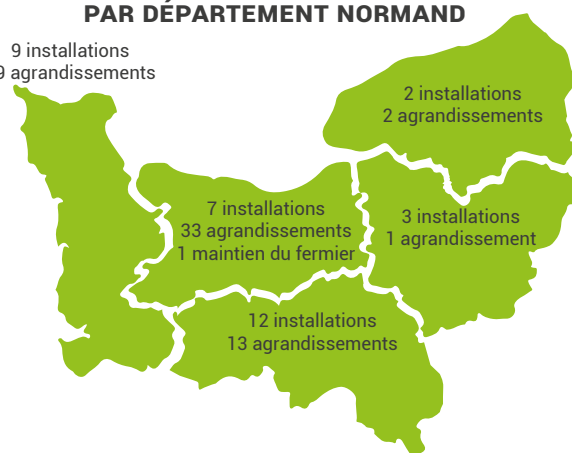 PAR DÉPARTEMENT NORMAND
9 installations
9 agrandissements
2 installations
2 agrandissements
7 installations
33 agrandissements
1 maintien du fermier
3 installations
1 agrandissement
12 installations
13 agrandissements